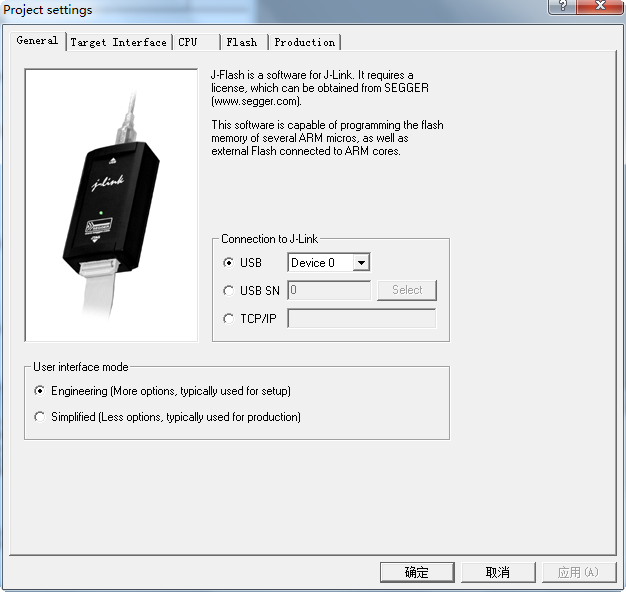 Project settings
General Target Interface CPU Flash Production
J-Flash is a software for J-Link. It requires a
license, which can be obtained from SEGGER
(www.segger.com).
This software is capable of programming the flash
memory of several ARM micros, as well as
external Flash connected to ARM cores.
j-link
Connection to J-Link
USB Device 0
USB SN 0 Select
TCP/IP
User interface mode
Engineering (More options, typically used for setup)
Simplified (Less options, typically used for production)
确定 取消 应用(A)